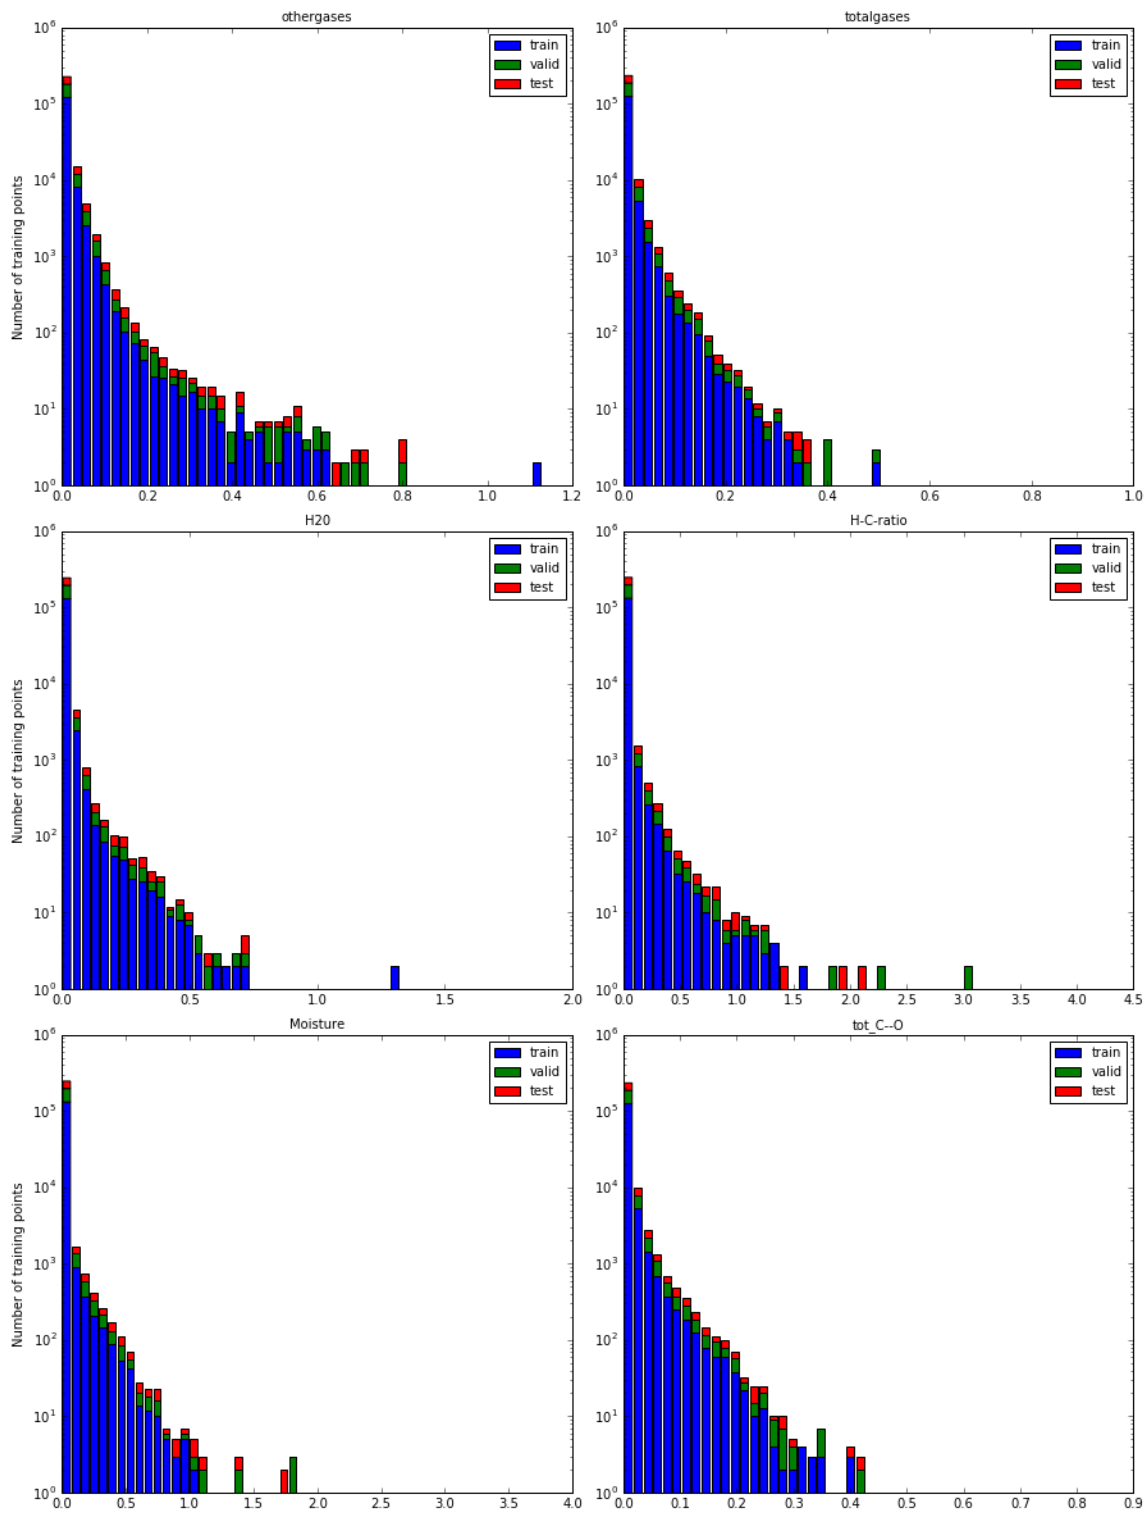 othergases
10^6
10^5
10^4
10^3
10^2
10^1
10^0
Number of training points
train
valid
test
0.0 0.2 0.4 0.6 0.8 1.0 1.2
totalgases
10^6
10^5
10^4
10^3
10^2
10^1
10^0
train
valid
test
0.0 0.2 0.4 0.6 0.8 1.0
H20
10^6
10^5
10^4
10^3
10^2
10^1
10^0
Number of training points
train
valid
test
0.0 0.5 1.0 1.5 2.0
H-C-ratio
10^6
10^5
10^4
10^3
10^2
10^1
10^0
train
valid
test
0.0 0.5 1.0 1.5 2.0 2.5 3.0 3.5 4.0 4.5
Moisture
10^6
10^5
10^4
10^3
10^2
10^1
10^0
Number of training points
train
valid
test
0.0 0.5 1.0 1.5 2.0 2.5 3.0 3.5 4.0
tot_C--O
10^6
10^5
10^4
10^3
10^2
10^1
10^0
train
valid
test
0.0 0.1 0.2 0.3 0.4 0.5 0.6 0.7 0.8 0.9